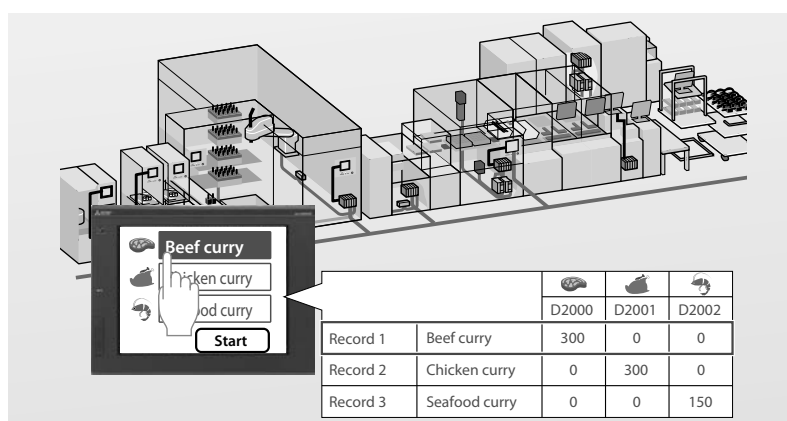 Beef curry
Chicken curry
Seafood curry
Start
D2000 D2001 D2002
Record 1 Beef curry 300 0 0
Record 2 Chicken curry 0 300 0
Record 3 Seafood curry 0 0 150